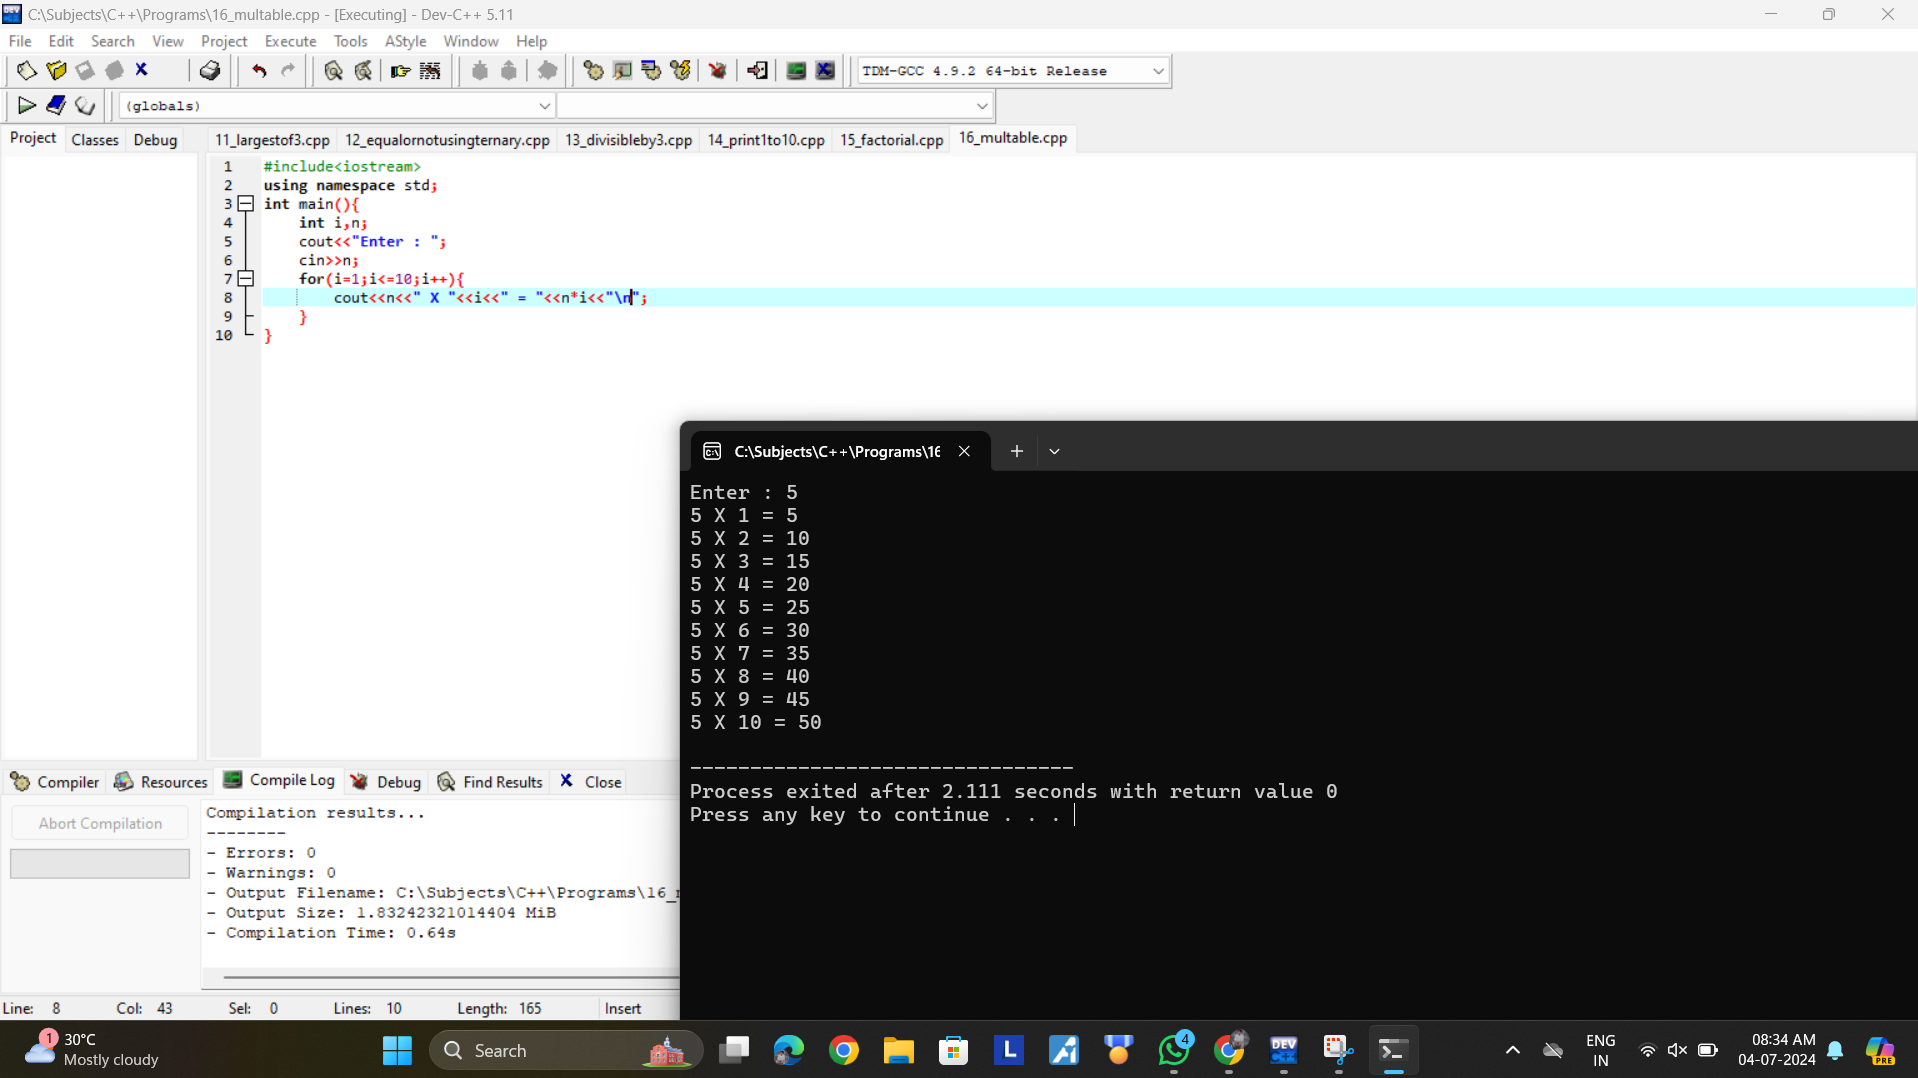 C:\Subjects\C++\Programs\16_multable.cpp - [Executing] - Dev-C++ 5.11
File Edit Search View Project Execute Tools AStyle Window Help
TDM-GCC 4.9.2 64-bit Release
(globals)
Project Classes Debug
11_largestof3.cpp 12_equalornotusingternary.cpp 13_divisibleby3.cpp 14_print1to10.cpp 15_factorial.cpp 16_multable.cpp
1 #include<iostream>
2 using namespace std;
3 int main(){
4 int i,n;
5 cout<<"Enter : ";
6 cin>>n;
7 for(i=1;i<=10;i++){
8 cout<<n<<" X "<<i<<" = "<<n*i<<"\n";
9 }
10 }
C:\Subjects\C++\Programs\16
Enter : 5
5 X 1 = 5
5 X 2 = 10
5 X 3 = 15
5 X 4 = 20
5 X 5 = 25
5 X 6 = 30
5 X 7 = 35
5 X 8 = 40
5 X 9 = 45
5 X 10 = 50
--------------------------------
Process exited after 2.111 seconds with return value 0
Press any key to continue . . .
Compiler Resources Compile Log Debug Find Results Close
Abort Compilation
Compilation results...
--------
- Errors: 0
- Warnings: 0
- Output Filename: C:\Subjects\C++\Programs\16_
- Output Size: 1.83242321014404 MiB
- Compilation Time: 0.64s
Line: 8 Col: 43 Sel: 0 Lines: 10 Length: 165 Insert
1
30°C
Mostly cloudy
Search
L
4
DEV
C++
ENG
IN
08:34 AM
04-07-2024
PRE